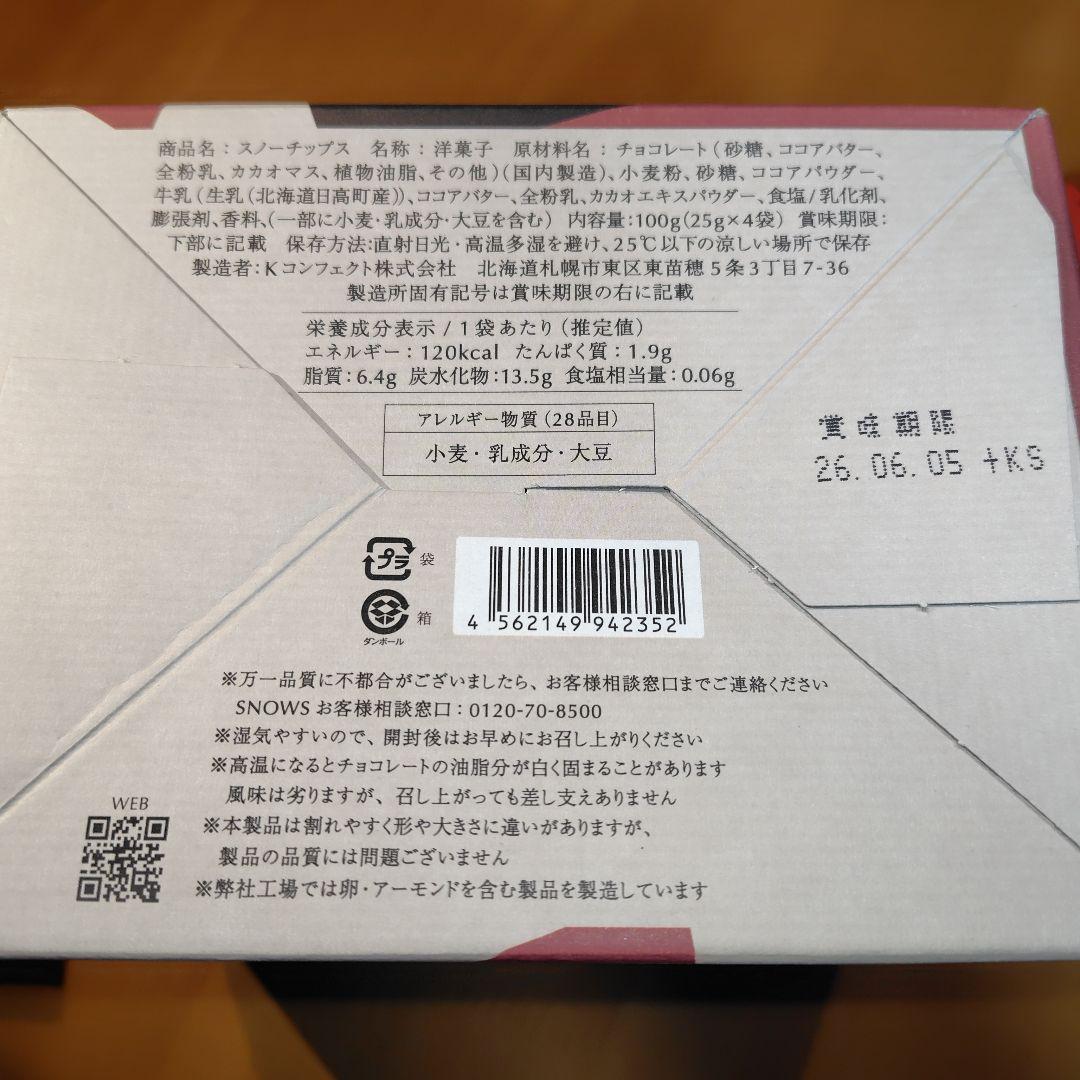 商品名：スノーチップス　名称：洋菓子　原材料名：チョコレート（砂糖、ココアバター、
全粉乳、カカオマス、植物油脂、その他）（国内製造）、小麦粉、砂糖、ココアパウダー、
牛乳（生乳（北海道日高町産））、ココアバター、全粉乳、カカオエキスパウダー、食塩/乳化剤、
膨張剤、香料、（一部に小麦・乳成分・大豆を含む）　内容量：100g（25g×4袋）　賞味期限：
下部に記載　保存方法：直射日光・高温多湿を避け、25℃以下の涼しい場所で保存
製造者：Kコンフェクト株式会社　北海道札幌市東区東苗穂5条3丁目7-36
製造所固有記号は賞味期限の右に記載
栄養成分表示/1袋あたり（推定値）
エネルギー：120kcal　たんぱく質：1.9g
脂質：6.4g　炭水化物：13.5g　食塩相当量：0.06g
アレルギー物質（28品目）
小麦・乳成分・大豆
賞味期限
26.06.05 +KS
プラ 袋
箱
ダンボール
4 562149 942352
※万一品質に不都合がございましたら、お客様相談窓口までご連絡ください
SNOWS お客様相談窓口：0120-70-8500
※湿気やすいので、開封後はお早めにお召し上がりください
※高温になるとチョコレートの油脂分が白く固まることがあります
風味は劣りますが、召し上がっても差し支えありません
※本製品は割れやすく形や大きさに違いがありますが、
製品の品質には問題ございません
※弊社工場では卵・アーモンドを含む製品を製造しています
WEB